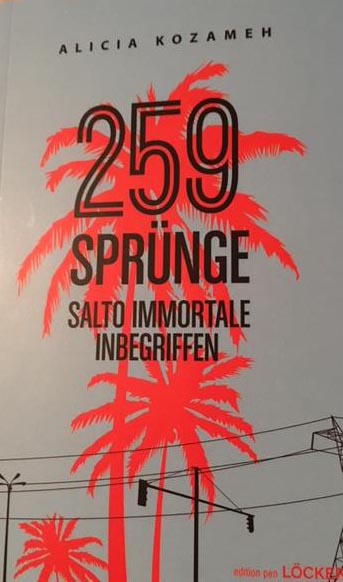 ALICIA KOZAMEH
259
SPRÜNGE
SALTO IMMORTALE
INBEGRIFFEN
edition pen LÖCKER